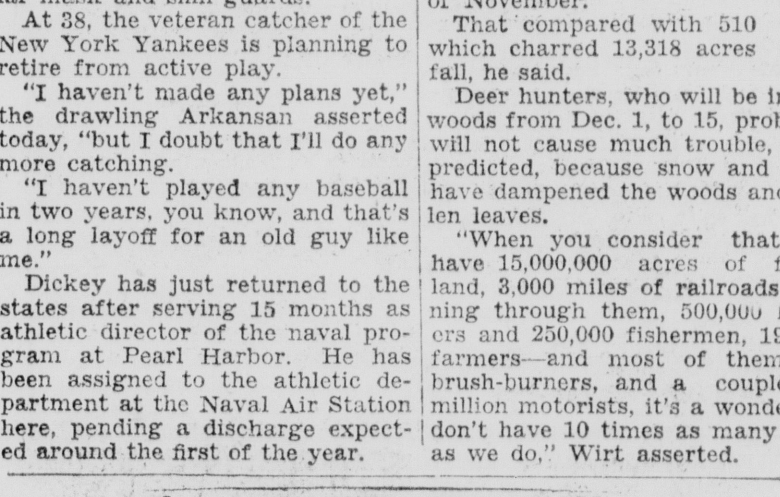 At 38, the veteran catcher of the
New York Yankees is planning to
retire from active play.
"I haven't made any plans yet,"
the drawling Arkansan asserted
today, "but I doubt that I'll do any
more catching.
"I haven't played any baseball
in two years, you know, and that's
a long layoff for an old guy like
me."
Dickey has just returned to the
states after serving 15 months as
athletic director of the naval pro-
gram at Pearl Harbor. He has
been assigned to the athletic de-
partment at the Naval Air Station
here, pending a discharge expect-
ed around the first of the year.
of November.
That compared with 510
which charred 13,318 acres
fall, he said.
Deer hunters, who will be
woods from Dec. 1, to 15,
will not cause much trouble,
predicted, because snow and
have dampened the woods
len leaves.
"When you consider that
have 15,000,000 acres of
land, 3,000 miles of railroads
ning through them, 500,000
ers and 250,000 fishermen,
farmers—and most of them
brush-burners, and a
million motorists, it's a
don't have 10 times as many
as we do," Wirt asserted.